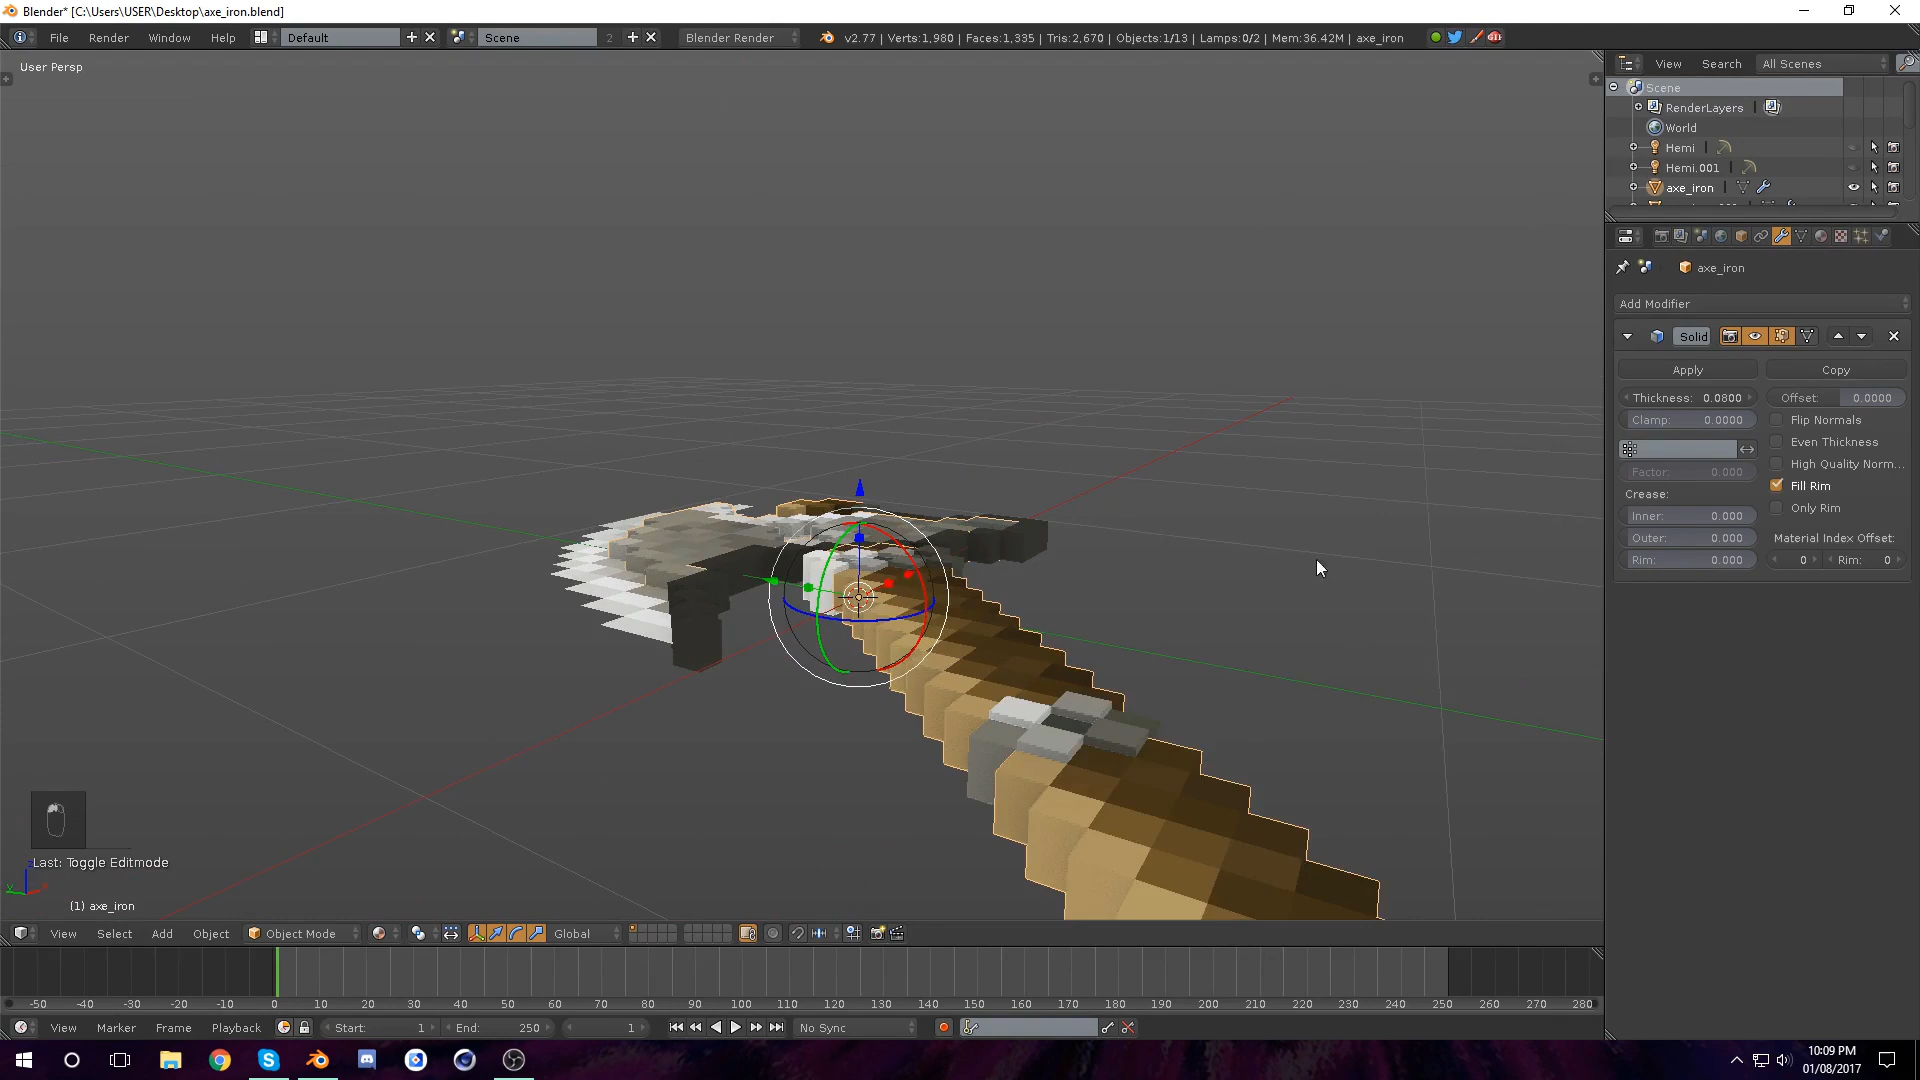 Blender* [C:\Users\USER\Desktop\axe_iron.blend]
File Render Window Help Default Scene 2 Blender Render v2.77 | Verts:1,980 | Faces:1,335 | Tris:2,670 | Objects:1/13 | Lamps:0/2 | Mem:36.42M | axe_iron
User Persp
View Search All Scenes
Scene
RenderLayers
World
Hemi
Hemi.001
axe_iron
axe_iron
Add Modifier
Solid
Apply Copy
Thickness: 0.0800 Offset: 0.0000
Clamp: 0.0000 Flip Normals
Even Thickness
Factor: 0.000 High Quality Norm...
Crease: Fill Rim
Inner: 0.000 Only Rim
Outer: 0.000 Material Index Offset:
Rim: 0.000 0 Rim: 0
Last: Toggle Editmode
(1) axe_iron
View Select Add Object Object Mode Global
-50 -40 -30 -20 -10 0 10 20 30 40 50 60 70 80 90 100 110 120 130 140 150 160 170 180 190 200 210 220 230 240 250 260 270 280
View Marker Frame Playback Start: 1 End: 250 1 No Sync
10:09 PM
01/08/2017